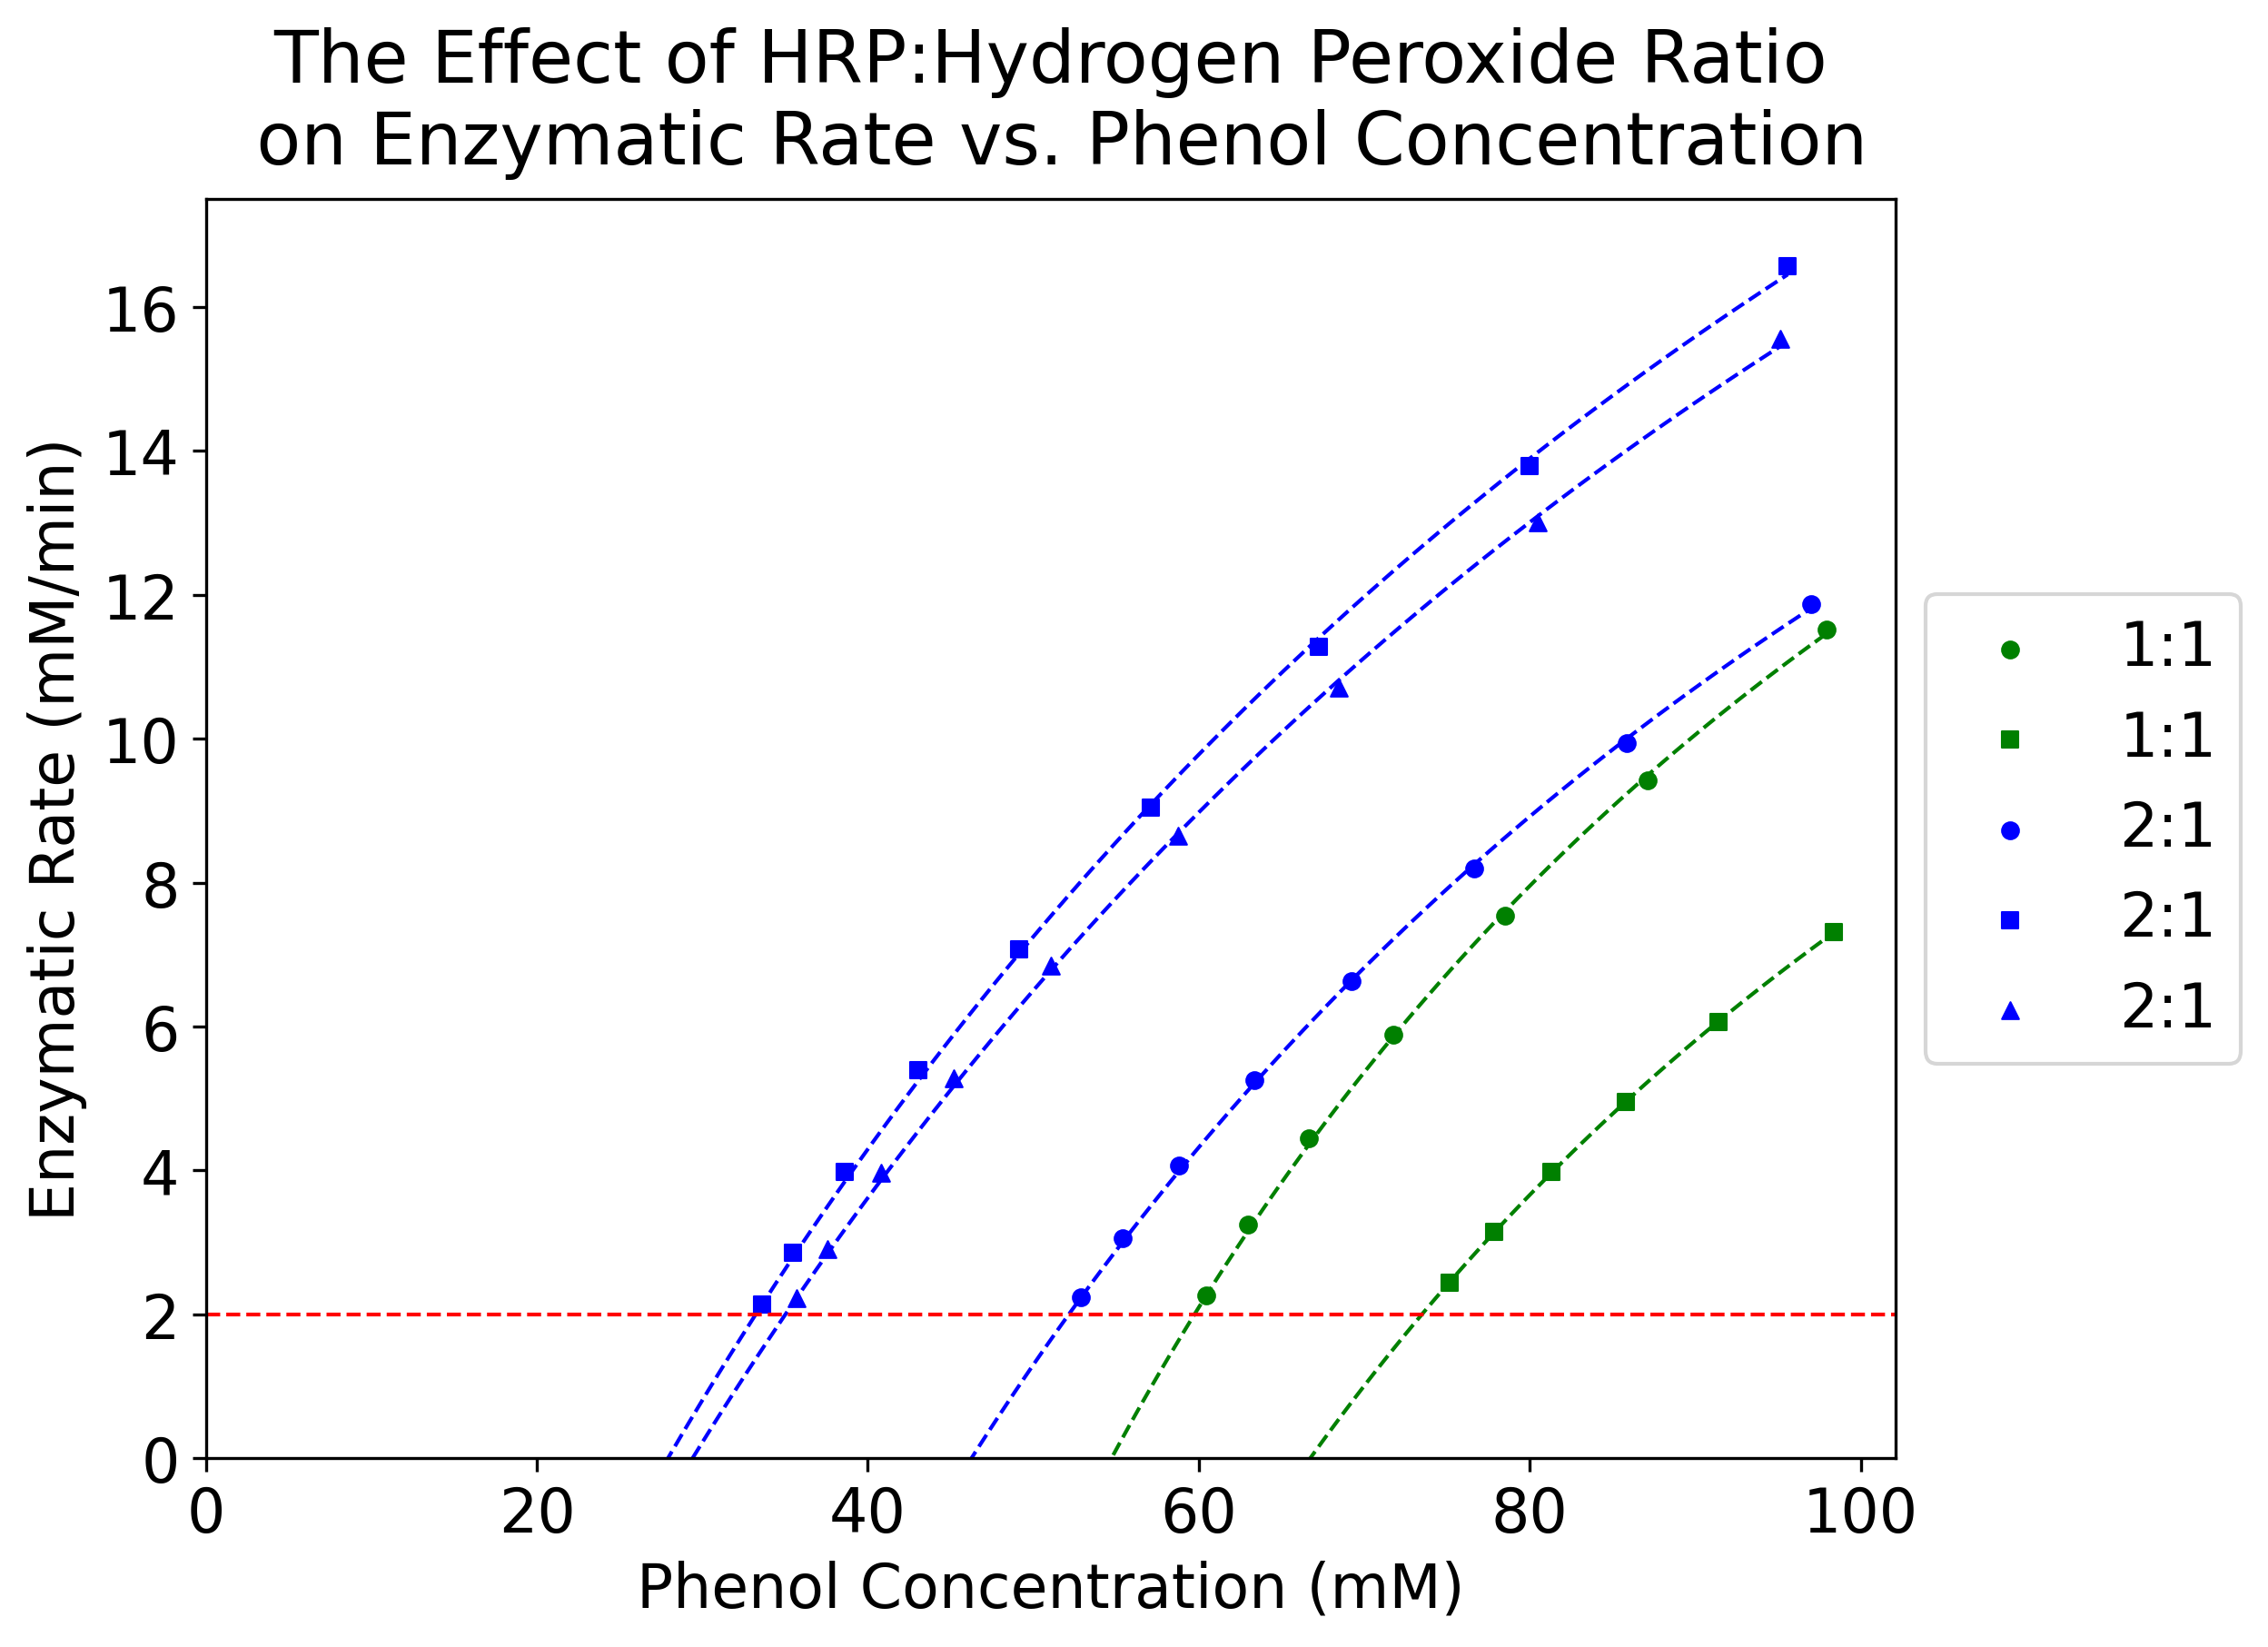 The Effect of HRP:Hydrogen Peroxide Ratio
on Enzymatic Rate vs. Phenol Concentration
Enzymatic Rate (mM/min)
16
14
12
10
8
6
4
2
0
0 20 40 60 80 100
Phenol Concentration (mM)
1:1
1:1
2:1
2:1
2:1